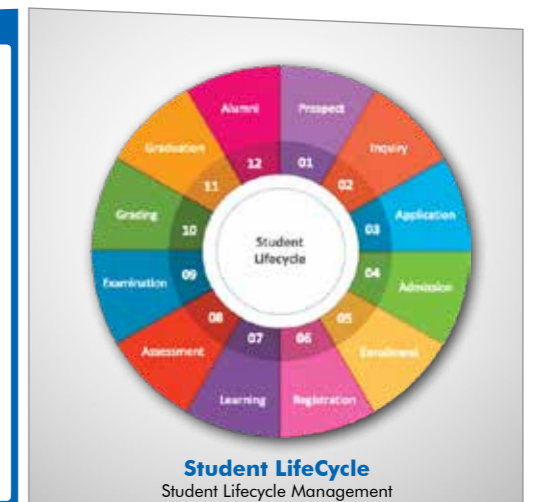 Prospect
01
Inquiry
02
Application
03
Admission
04
Enrollment
05
Registration
06
Learning
07
Assessment
08
Examination
09
Grading
10
Graduation
11
Alumni
12
Student
Lifecycle
Student LifeCycle
Student Lifecycle Management